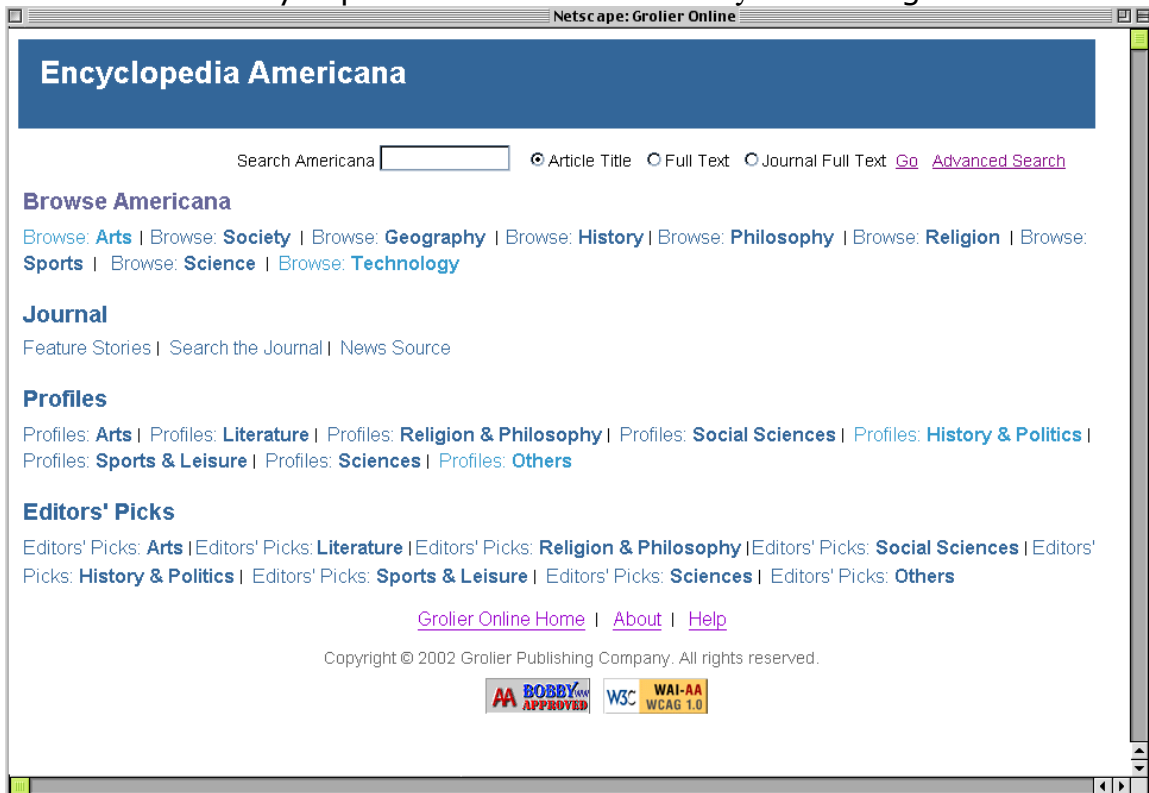 Netscape: Grolier Online
Encyclopedia Americana
Search Americana Article Title Full Text Journal Full Text Go Advanced Search
Browse Americana
Browse: Arts | Browse: Society | Browse: Geography | Browse: History | Browse: Philosophy | Browse: Religion | Browse:
Sports | Browse: Science | Browse: Technology
Journal
Feature Stories | Search the Journal | News Source
Profiles
Profiles: Arts | Profiles: Literature | Profiles: Religion & Philosophy | Profiles: Social Sciences | Profiles: History & Politics |
Profiles: Sports & Leisure | Profiles: Sciences | Profiles: Others
Editors' Picks
Editors' Picks: Arts | Editors' Picks: Literature | Editors' Picks: Religion & Philosophy | Editors' Picks: Social Sciences | Editors'
Picks: History & Politics | Editors' Picks: Sports & Leisure | Editors' Picks: Sciences | Editors' Picks: Others
Grolier Online Home | About | Help
Copyright © 2002 Grolier Publishing Company. All rights reserved.
AA BOBBY APPROVED W3C WAI-AA WCAG 1.0